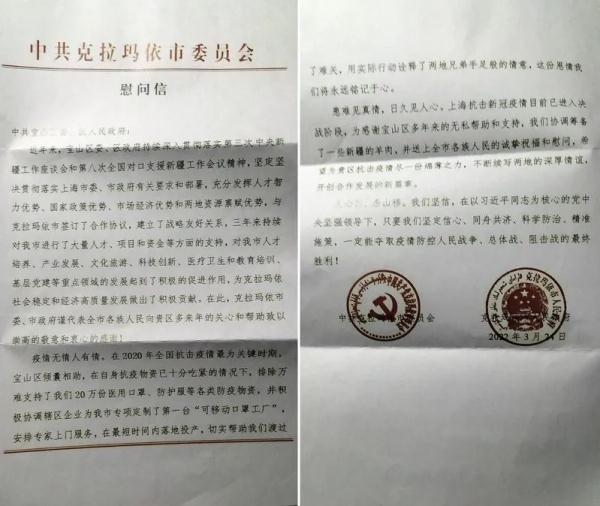 中共克拉玛依市委员会
慰问信
中共宝山区委、区人民政府：
近年来，宝山区委、区政府持续深入贯彻落实第三次中央新
疆工作座谈会和第八次全国对口支援新疆工作会议精神，坚定坚
决贯彻落实上海市委、市政府有关要求和部署，充分发挥人才智
力优势、国家政策优势、市场经济优势和两地资源禀赋优势，与
克拉玛依市签订了合作协议，建立了战略友好关系，三年来持续
对我市进行了大量人才、项目和资金等方面的支持，对我市人才
培养、产业发展、文化旅游、科技创新、医疗卫生和教育培训、
基层党建等重点领域的发展起到了积极的促进作用，为克拉玛依
社会稳定和经济高质量发展做出了积极贡献。在此，克拉玛依市
委、市政府谨代表全市各族人民向贵区多来年的关心和帮助致以
崇高的敬意和衷心的感谢！
疫情无情人有情。在2020年全国抗击疫情最为关键时期，
宝山区倾囊相助，在自身抗疫物资已十分吃紧的情况下，排除万
难支持了我们20万份医用口罩、防护服等各类防疫物资，并积
极协调辖区企业为我市专项定制了第一台“可移动口罩工厂”，
安排专家上门服务，在最短时间内落地投产，切实帮助我们渡过
了难关，用实际行动诠释了两地兄弟手足般的情意，这份恩情我
们将永远铭记于心。
患难见真情，日久见人心。上海抗击新冠疫情目前已进入决
战阶段，为感谢宝山区多年来的无私帮助和支持，我们协调筹备
了一些新疆的羊肉，并送上全市各族人民的诚挚祝福和慰问，希
望为贵区抗击疫情尽一份绵薄之力，不断续写两地的深厚情谊，
开创合作发展的新篇章。
人心齐，泰山移。我们坚信，在以习近平同志为核心的党中
央坚强领导下，只要我们坚定信心、同舟共济、科学防治、精准
施策，一定能夺取疫情防控人民战争、总体战、阻击战的最终
胜利！
中共克拉玛依市委员会
克拉玛依市人民政府
2022年3月24日